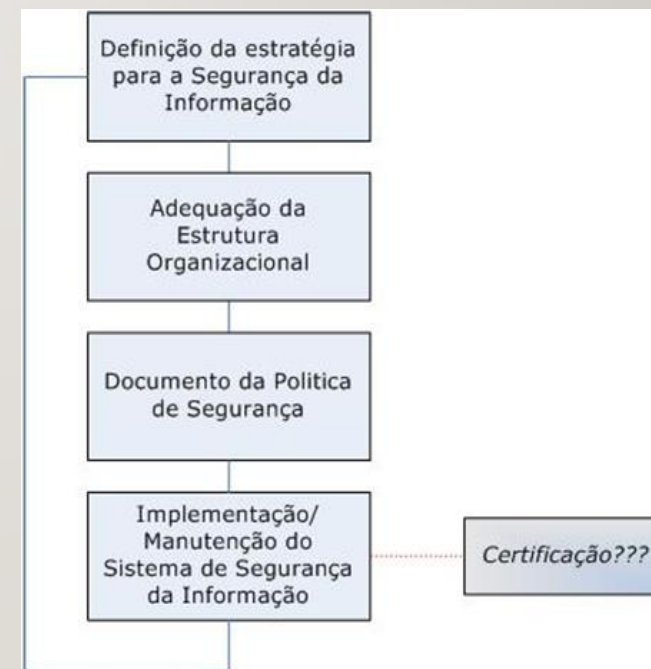 Definição da estratégia
para a Segurança da
Informação
Adequação da
Estrutura
Organizacional
Documento da Politica
de Segurança
Implementação/
Manutenção do
Sistema de Segurança
da Informação
Certificação???